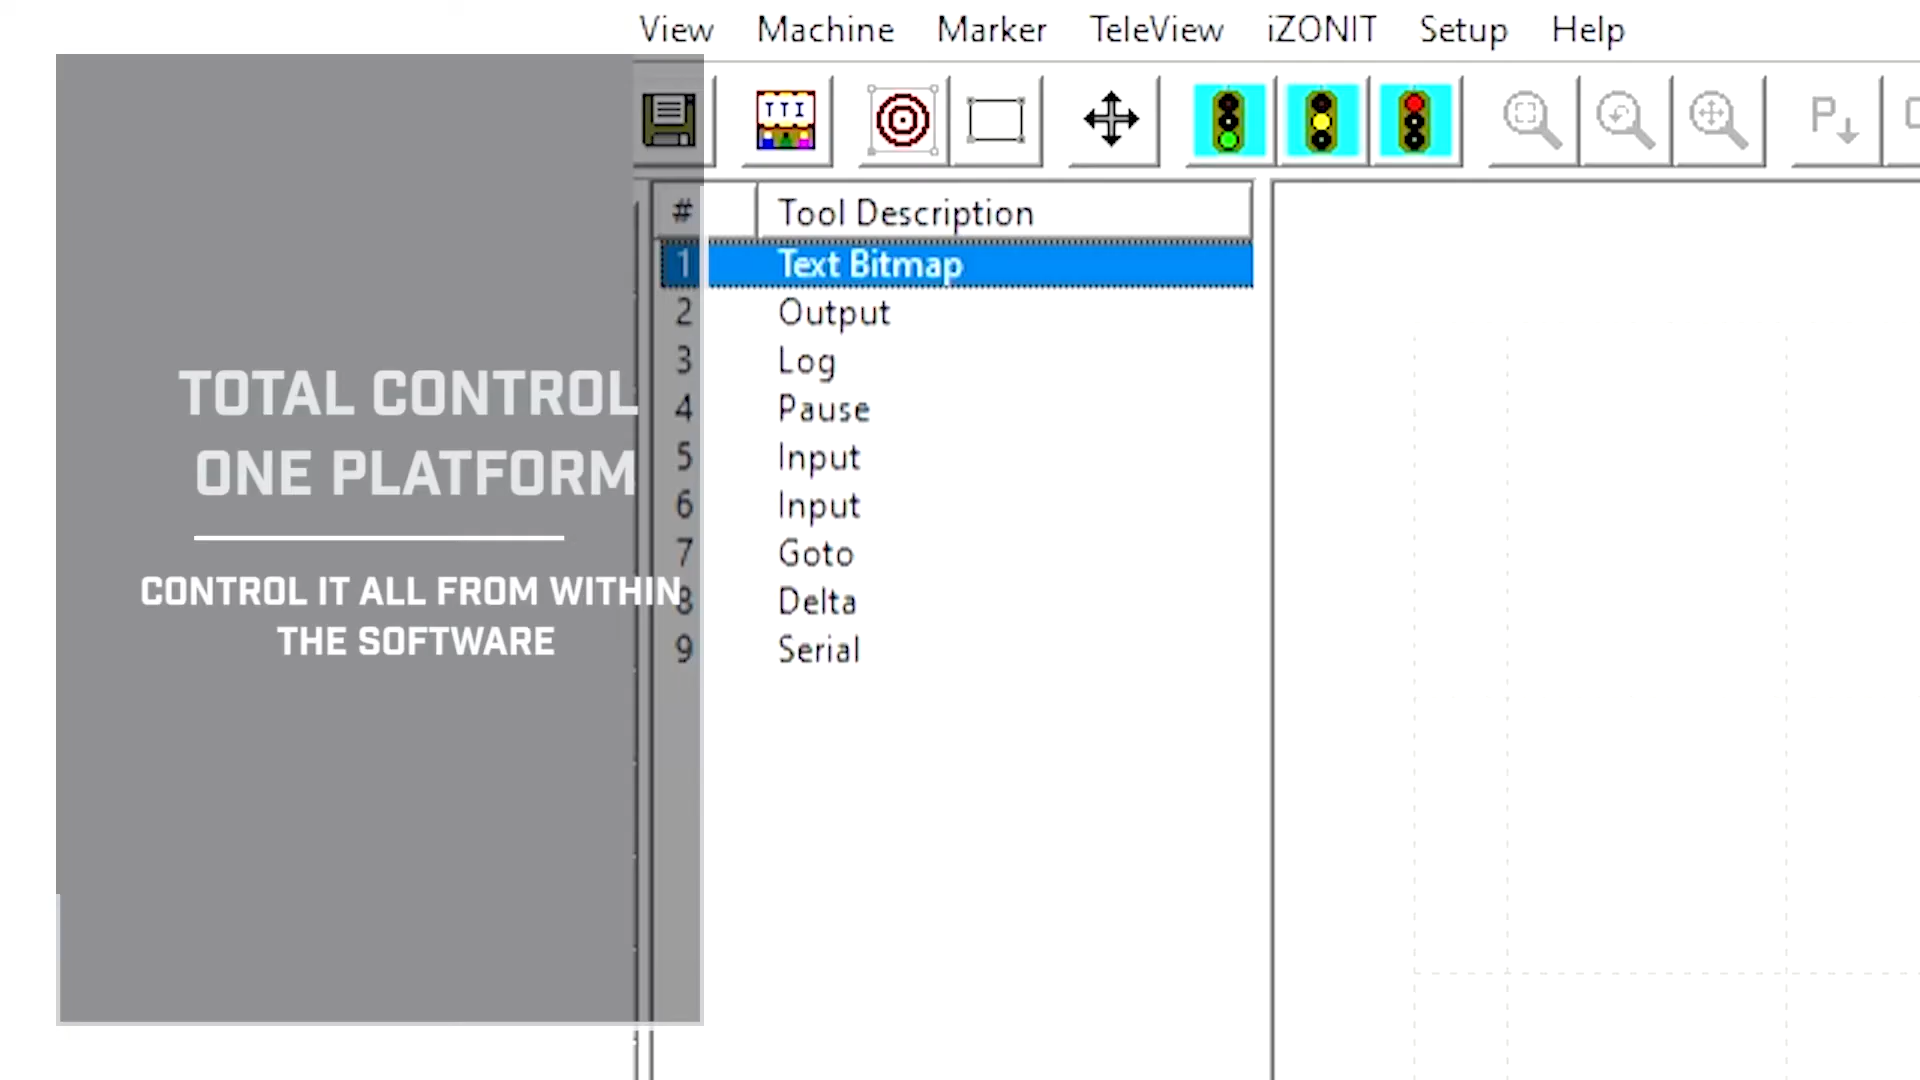 View Machine Marker TeleView iZONIT Setup Help
TTI
P
# Tool Description
1 Text Bitmap
2 Output
3 Log
4 Pause
5 Input
6 Input
7 Goto
8 Delta
9 Serial
TOTAL CONTROL
ONE PLATFORM
CONTROL IT ALL FROM WITHIN
THE SOFTWARE